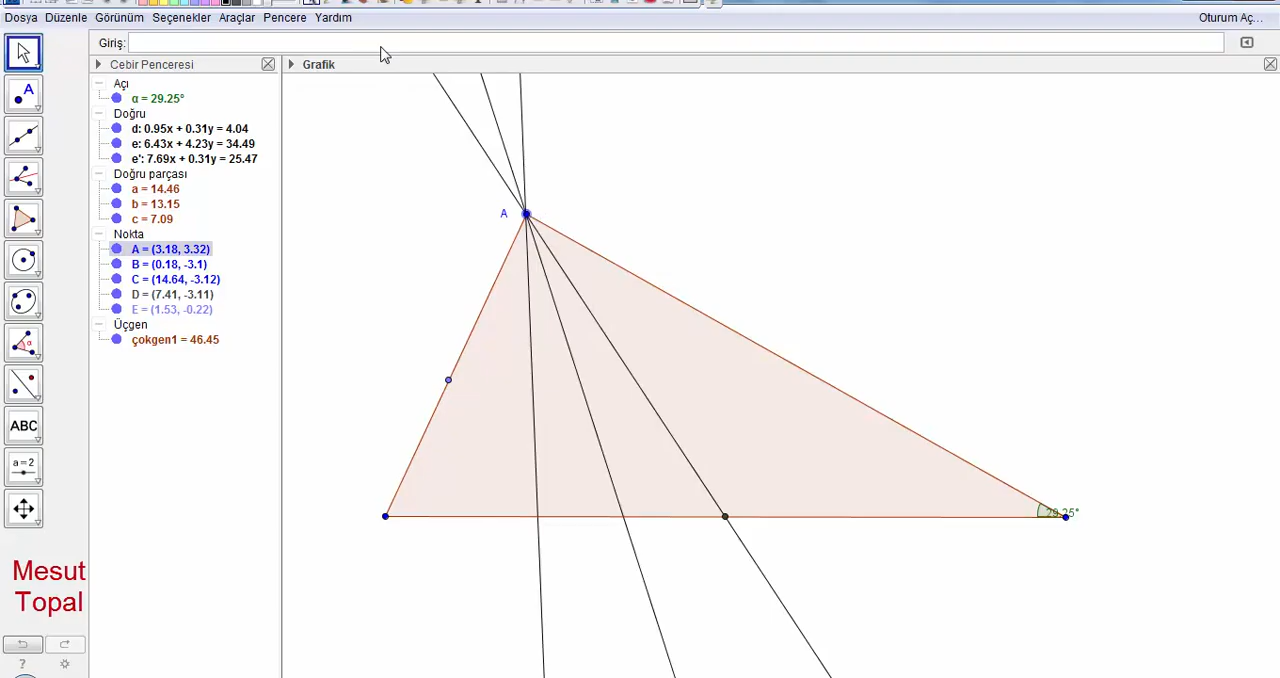 Dosya Düzenle Görünüm Seçenekler Araçlar Pencere Yardım Oturum Aç...
Giriş:
Cebir Penceresi
Grafik
Açı
α = 29.25°
Doğru
d: 0.95x + 0.31y = 4.04
e: 6.43x + 4.23y = 34.49
e': 7.69x + 0.31y = 25.47
Doğru parçası
a = 14.46
b = 13.15
c = 7.09
Nokta
A = (3.18, 3.32)
B = (0.18, -3.1)
C = (14.64, -3.12)
D = (7.41, -3.11)
E = (1.53, -0.22)
Üçgen
çokgen1 = 46.45
A
29.25°
A
α
ABC
a=2
Mesut
Topal
?